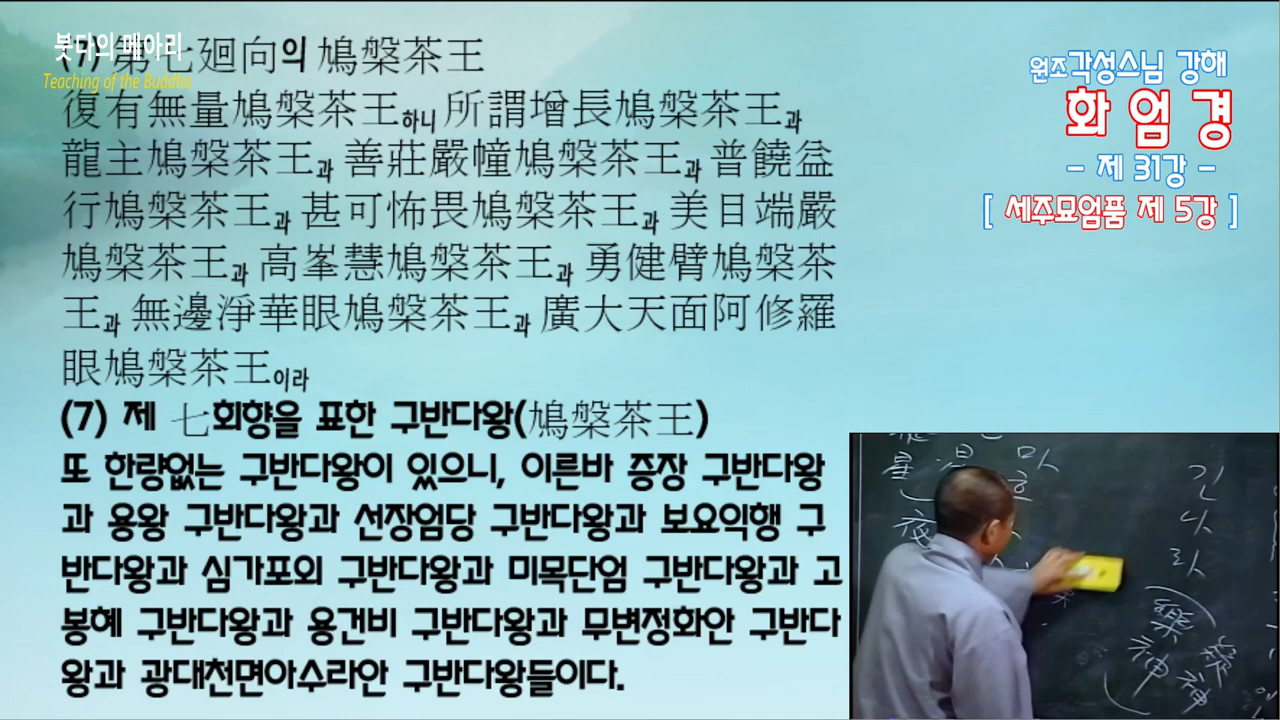 붓다의 메아리
Teaching of the Buddha
(7) 第七廻向의 鳩槃茶王
復有無量鳩槃茶王하니 所謂增長鳩槃茶王과
龍主鳩槃茶王과 善莊嚴幢鳩槃茶王과 普饒益
行鳩槃茶王과 甚可怖畏鳩槃茶王과 美目端嚴
鳩槃茶王과 高峯慧鳩槃茶王과 勇健臂鳩槃茶
王과 無邊淨華眼鳩槃茶王과 廣大天面阿修羅
眼鳩槃茶王이라
(7) 제 七회향을 표한 구반다왕(鳩槃茶王)
또 한량없는 구반다왕이 있으니, 이른바 증장 구반다왕
과 용왕 구반다왕과 선장엄당 구반다왕과 보요익행 구
반다왕과 심가포외 구반다왕과 미목단엄 구반다왕과 고
봉혜 구반다왕과 용건비 구반다왕과 무변정화안 구반다
왕과 광대천면아수라안 구반다왕들이다.
원조각성스님 강해
화 엄 경
- 제 31강 -
[ 세주묘엄품 제 5강 ]
긴
나
라
樂
神
樂
神
夜